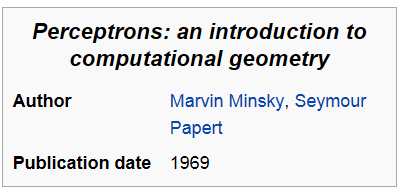 Perceptrons: an introduction to
computational geometry
Author Marvin Minsky, Seymour
Papert
Publication date 1969